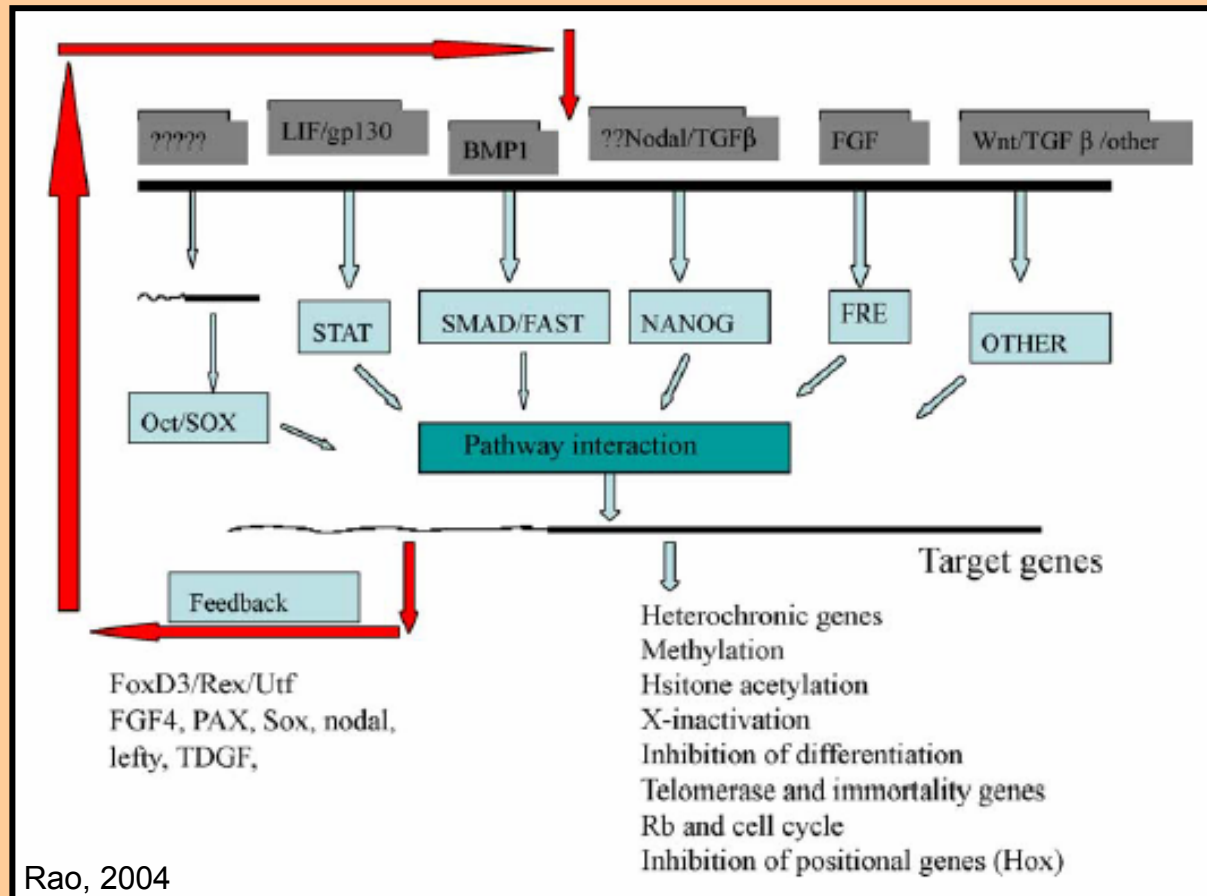 ?????
LIF/gp130
BMP1
??Nodal/TGFβ
FGF
Wnt/TGF β /other
STAT
SMAD/FAST
NANOG
FRE
OTHER
Oct/SOX
Pathway interaction
Target genes
Feedback
FoxD3/Rex/Utf
FGF4, PAX, Sox, nodal,
lefty, TDGF,
Heterochronic genes
Methylation
Hsitone acetylation
X-inactivation
Inhibition of differentiation
Telomerase and immortality genes
Rb and cell cycle
Inhibition of positional genes (Hox)
Rao, 2004